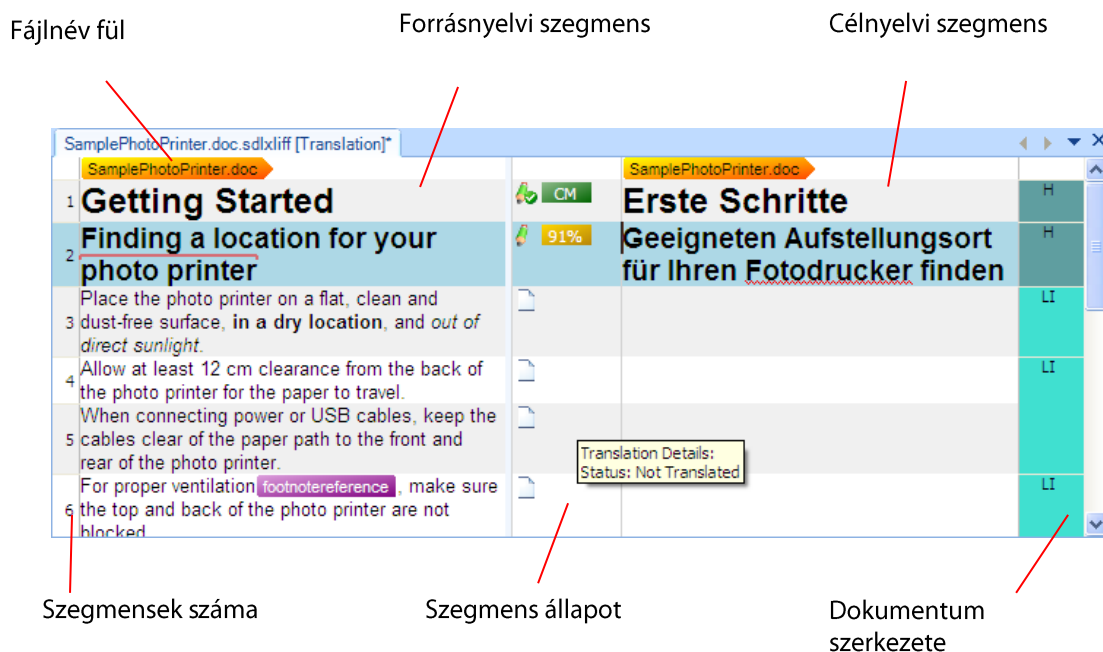 Fájlnév fül
Forrásnyelvi szegmens
Célnyelvi szegmens
SamplePhotoPrinter.doc.sdlxliff [Translation]*
SamplePhotoPrinter.doc
SamplePhotoPrinter.doc
1 Getting Started
CM
Erste Schritte
H
2 Finding a location for your
photo printer
91%
Geeigneten Aufstellungsort
für Ihren Fotodrucker finden
H
3 Place the photo printer on a flat, clean and
dust-free surface, in a dry location, and out of
direct sunlight.
LI
4 Allow at least 12 cm clearance from the back of
the photo printer for the paper to travel.
LI
5 When connecting power or USB cables, keep the
cables clear of the paper path to the front and
rear of the photo printer.
Translation Details:
Status: Not Translated
6 For proper ventilation footnotereference , make sure
the top and back of the photo printer are not
blocked
LI
Szegmensek száma
Szegmens állapot
Dokumentum
szerkezete